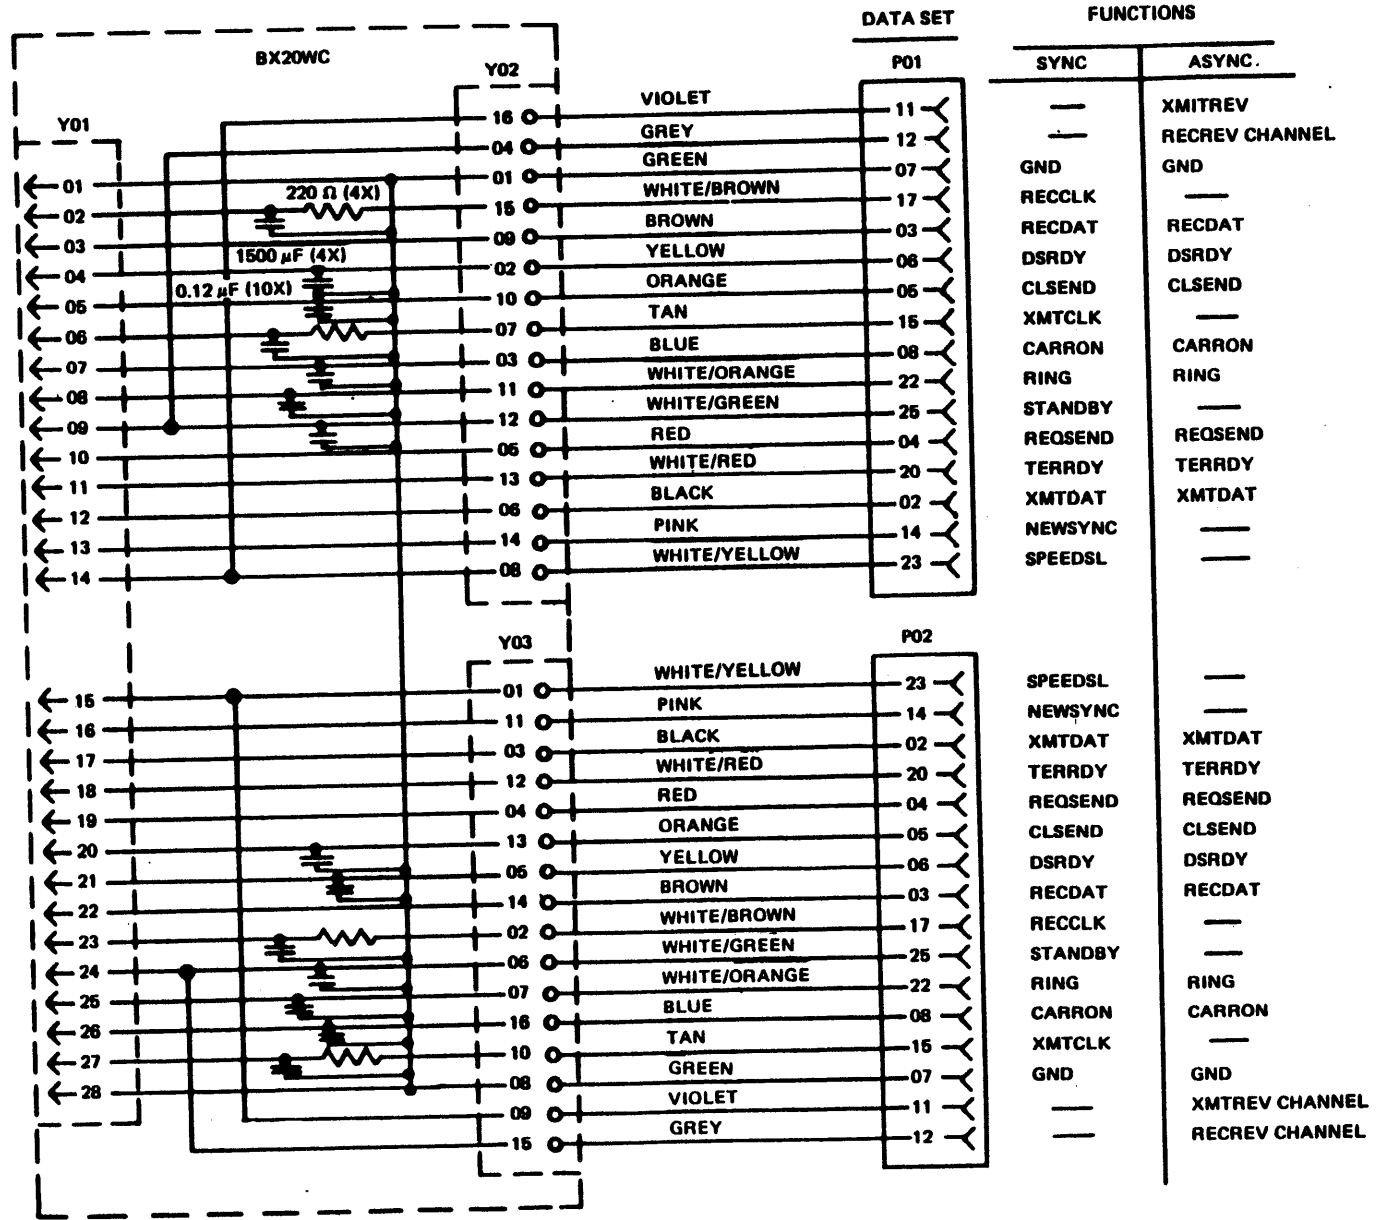 DATA SET FUNCTIONS
BX20WC Y02 P01 SYNC ASYNC.
Y01
16 VIOLET 11 — XMITREV
04 GREY 12 — RECREV CHANNEL
01 01 GREEN 07 GND GND
02 220 Ω (4X) 15 WHITE/BROWN 17 RECCLK —
03 09 BROWN 03 RECDAT RECDAT
04 1500 μF (4X) 02 YELLOW 06 DSRDY DSRDY
05 0.12 μF (10X) 10 ORANGE 05 CLSEND CLSEND
06 07 TAN 15 XMTCLK —
07 03 BLUE 08 CARRON CARRON
08 11 WHITE/ORANGE 22 RING RING
09 12 WHITE/GREEN 25 STANDBY —
10 05 RED 04 REQSEND REQSEND
11 13 WHITE/RED 20 TERRDY TERRDY
12 06 BLACK 02 XMTDAT XMTDAT
13 14 PINK 14 NEWSYNC —
14 08 WHITE/YELLOW 23 SPEEDSL —
Y03 P02
15 01 WHITE/YELLOW 23 SPEEDSL —
16 11 PINK 14 NEWSYNC —
17 03 BLACK 02 XMTDAT XMTDAT
18 12 WHITE/RED 20 TERRDY TERRDY
19 04 RED 04 REQSEND REQSEND
20 13 ORANGE 05 CLSEND CLSEND
21 05 YELLOW 06 DSRDY DSRDY
22 14 BROWN 03 RECDAT RECDAT
23 02 WHITE/BROWN 17 RECCLK —
24 06 WHITE/GREEN 25 STANDBY —
25 07 WHITE/ORANGE 22 RING RING
26 16 BLUE 08 CARRON CARRON
27 10 TAN 15 XMTCLK —
28 08 GREEN 07 GND GND
09 VIOLET 11 — XMTREV CHANNEL
15 GREY 12 — RECREV CHANNEL